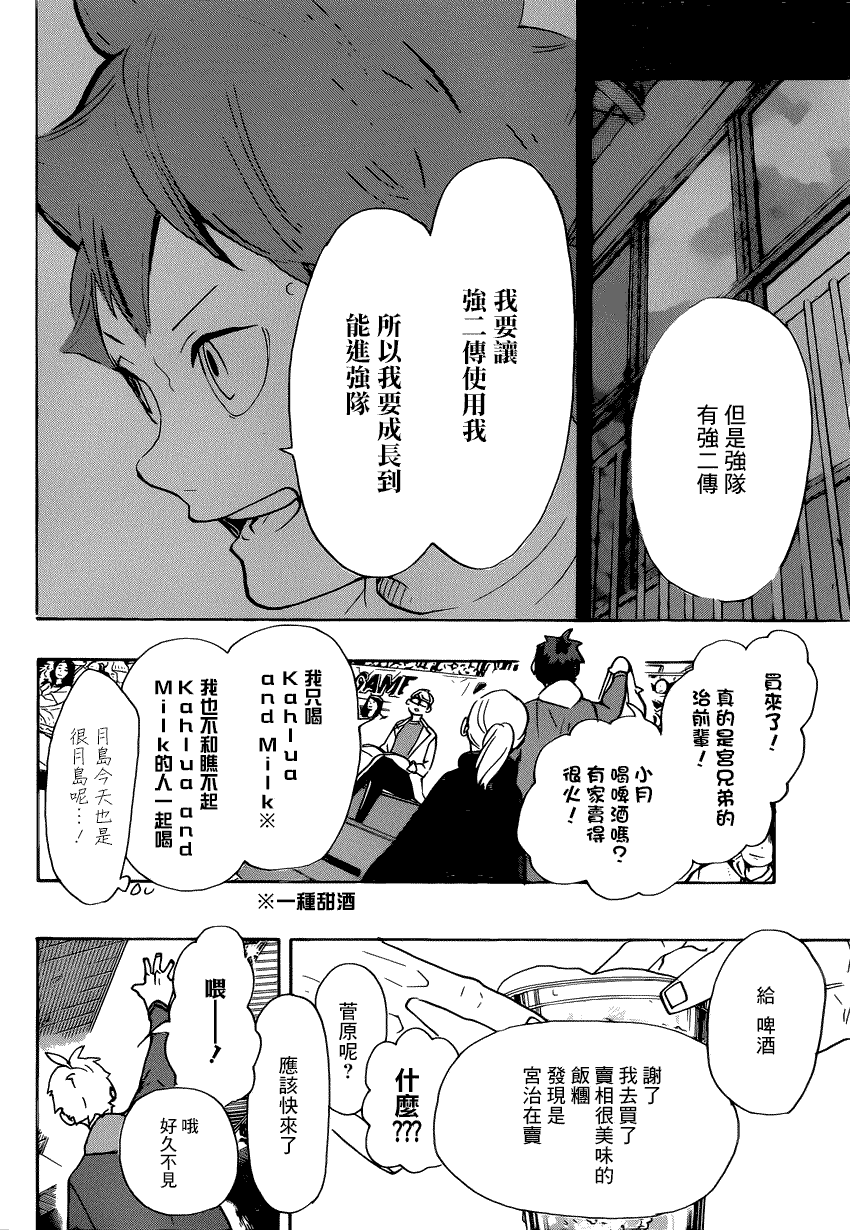 但是強隊
有強二傳
我要讓
強二傳使用我
所以我要成長到
能進強隊
買來了！
真的是宮兄弟的
治前輩！
小月
喝啤酒嗎？
有家賣得
很火！
GAME
我只喝
Kahlua
and Milk※
我也不和瞧不起
Kahlua and
Milk的人一起喝
月島今天也是
很月島呢…！
※一種甜酒
給 啤酒
謝了
我去買了
賣相很美味的
飯糰
發現是
宮治在賣
什麼???
菅原呢？
應該快來了
喂——！
哦
好久不見